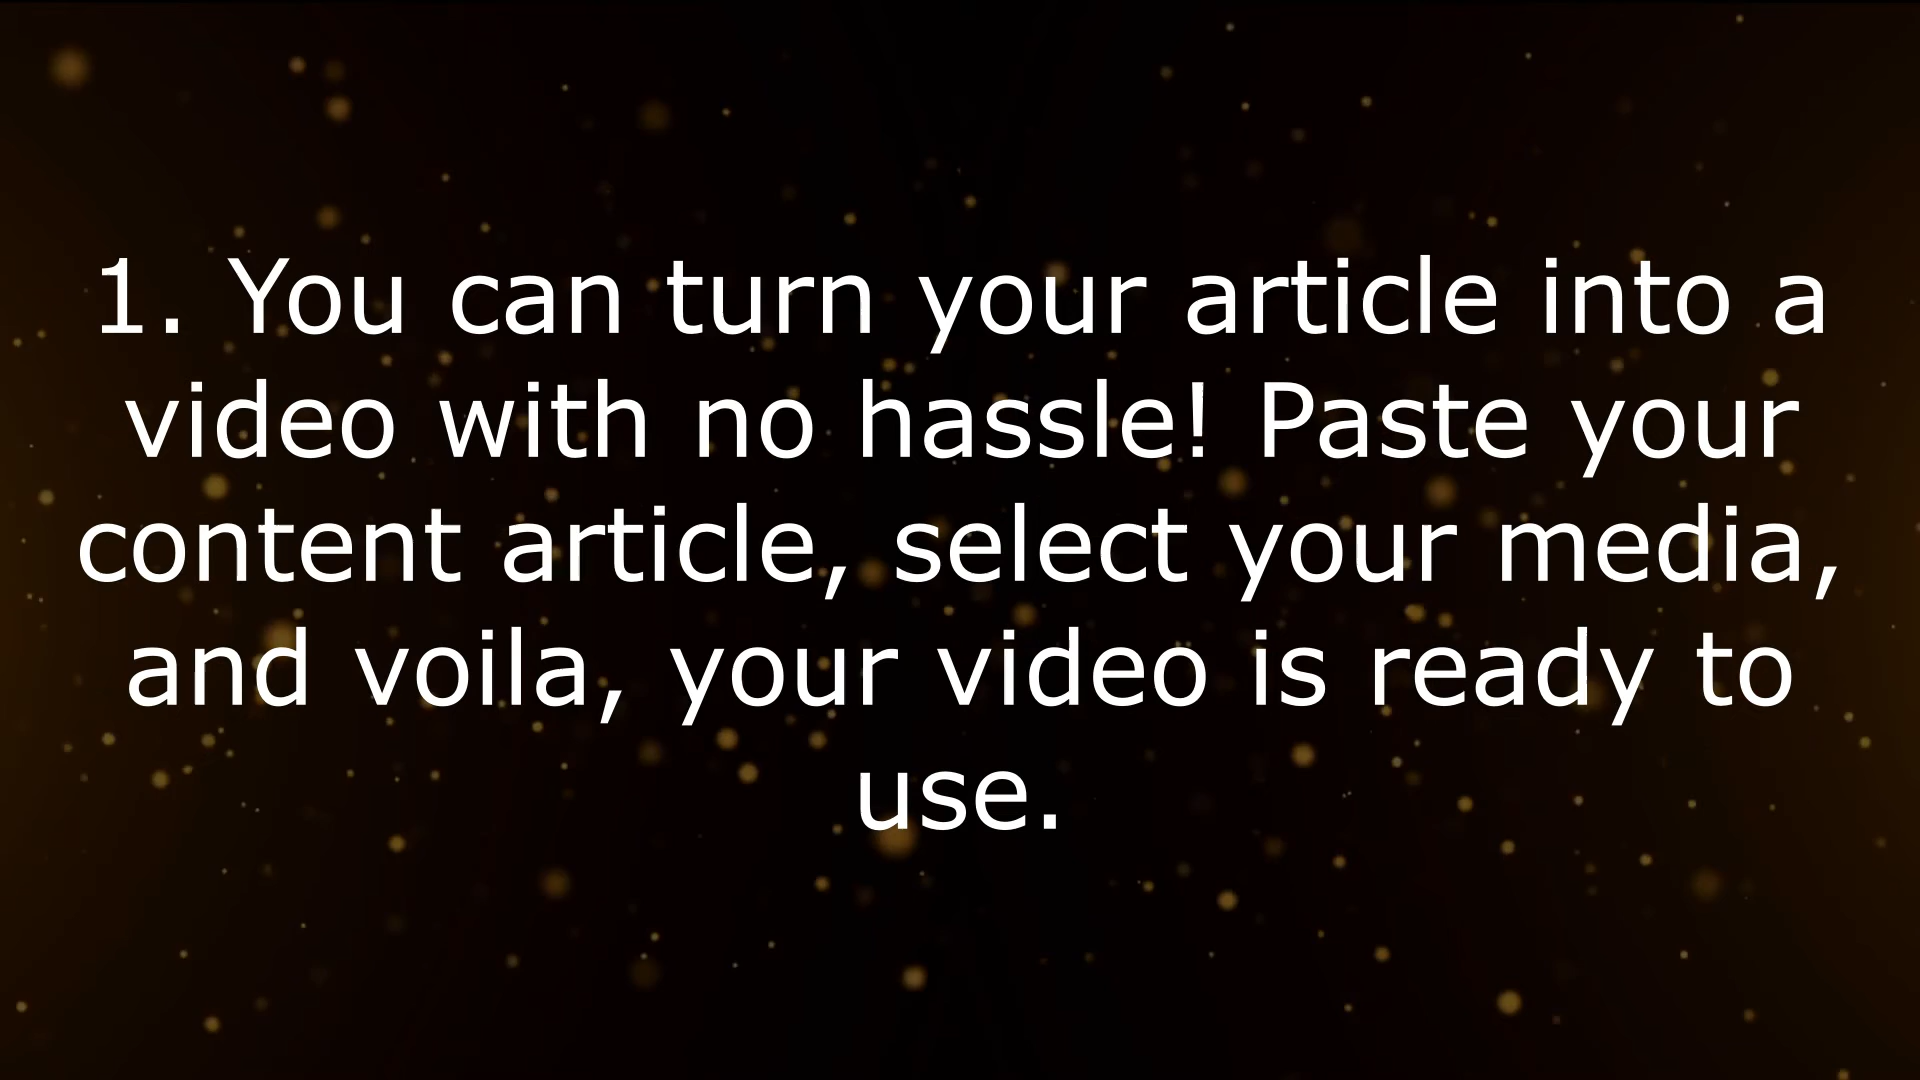 1. You can turn your article into a
video with no hassle! Paste your
content article, select your media,
and voila, your video is ready to
use.